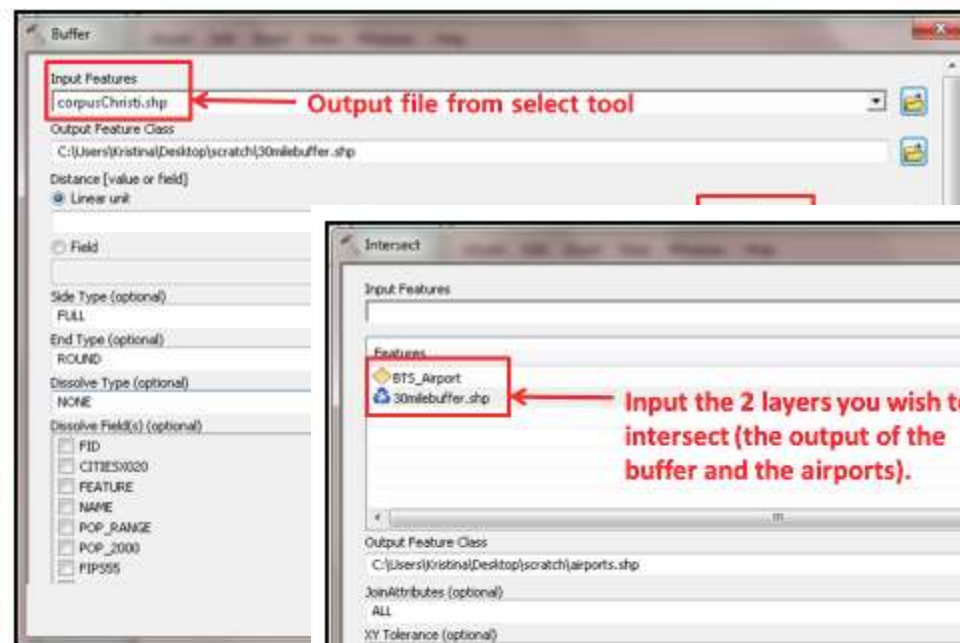 Buffer
Input Features
corpusChristi.shp
Output file from select tool
Output Feature Class
C:\Users\Kristina\Desktop\scratch\30milebuffer.shp
Distance [value or field]
Linear unit
Field
Side Type (optional)
FULL
End Type (optional)
ROUND
Dissolve Type (optional)
NONE
Dissolve Field(s) (optional)
FID
CITIESX020
FEATURE
NAME
POP_RANGE
POP_2000
FIPS55
Intersect
Input Features
Features
BTS_Airport
30milebuffer.shp
Input the 2 layers you wish t
intersect (the output of the
buffer and the airports).
Output Feature Class
C:\Users\Kristina\Desktop\scratch\airports.shp
JoinAttributes (optional)
ALL
XY Tolerance (optional)